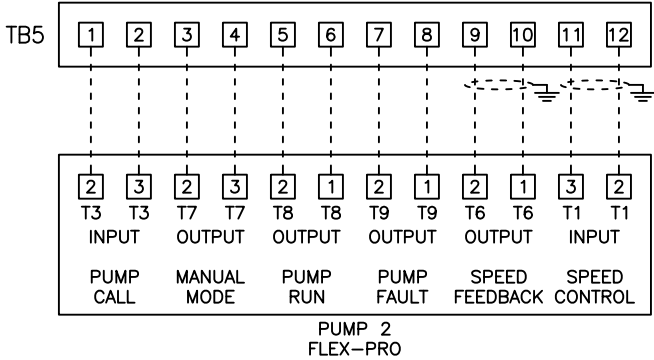 TB5 1 2 3 4 5 6 7 8 9 10 11 12
2 3 2 3 2 1 2 1 2 1 3 2
T3 T3 T7 T7 T8 T8 T9 T9 T6 T6 T1 T1
INPUT OUTPUT OUTPUT OUTPUT OUTPUT INPUT
PUMP MANUAL PUMP PUMP SPEED SPEED
CALL MODE RUN FAULT FEEDBACK CONTROL
PUMP 2
FLEX-PRO